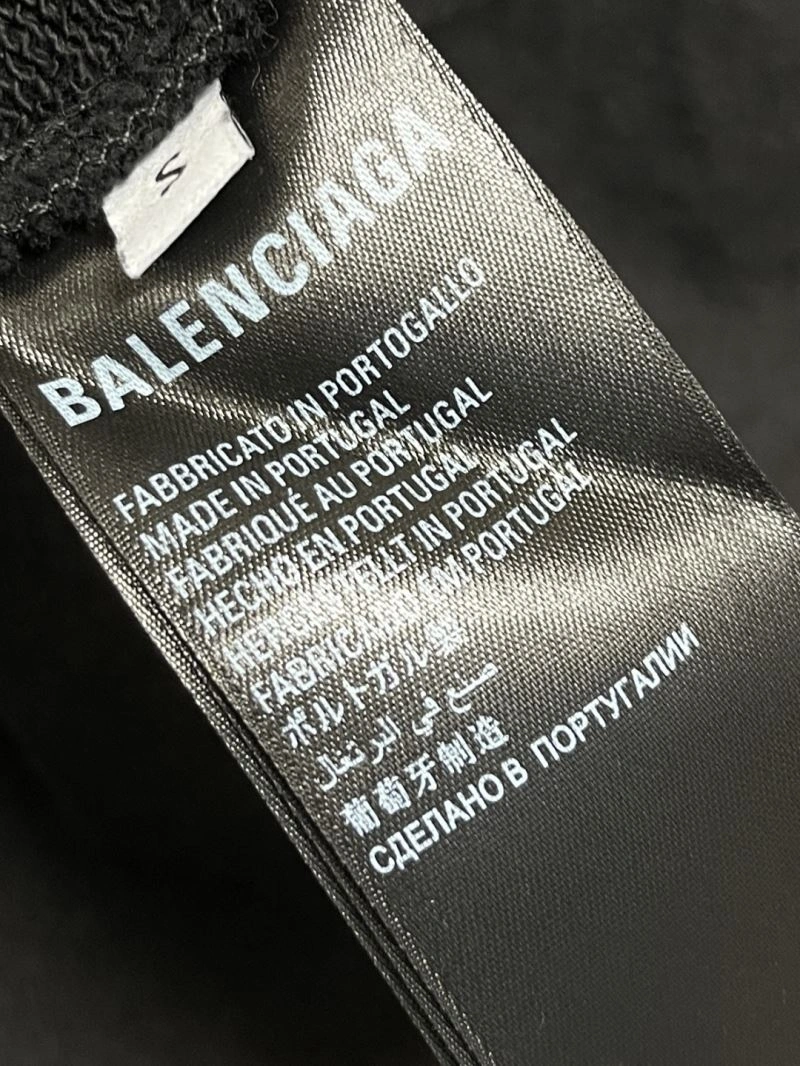 S
BALENCIAGA
FABBRICATO IN PORTOGALLO
MADE IN PORTUGAL
FABRIQUÉ AU PORTUGAL
HECHO EN PORTUGAL
HERGESTELLT IN PORTUGAL
FABRICADO EM PORTUGAL
ポルトガル製
صنع في البرتغال
葡萄牙制造
СДЕЛАНО В ПОРТУГАЛИИ